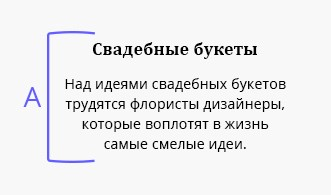 Свадебные букеты
A
Над идеями свадебных букетов
трудятся флористы дизайнеры,
которые воплотят в жизнь
самые смелые идеи.